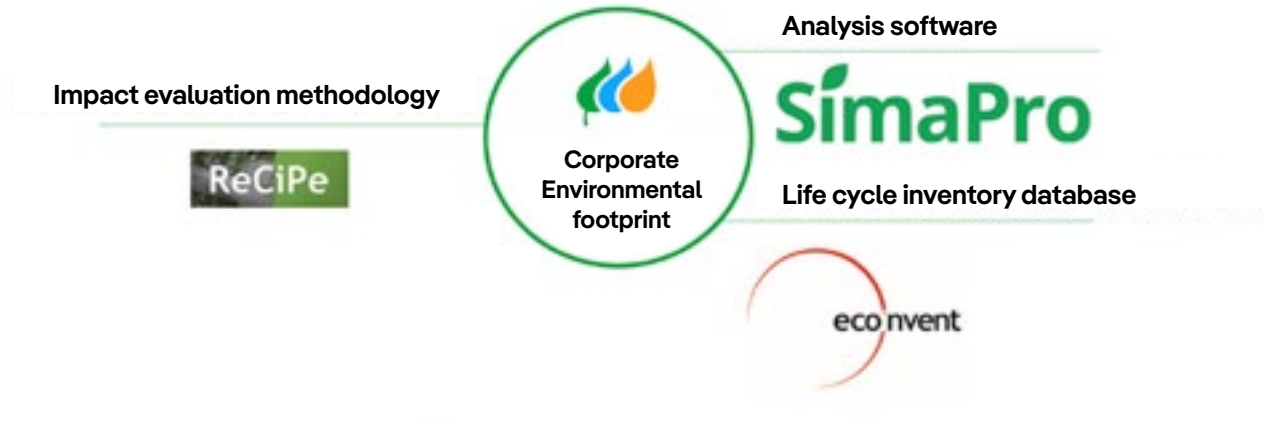 Analysis software
Impact evaluation methodology
SimaPro
ReCiPe
Corporate
Environmental
footprint
Life cycle inventory database
ecoinvent